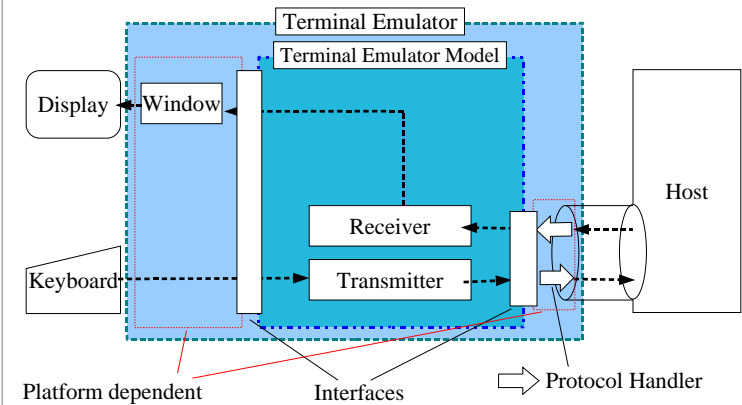 Terminal Emulator
Terminal Emulator Model
Display
Window
Host
Receiver
Keyboard
Transmitter
Platform dependent
Interfaces
Protocol Handler